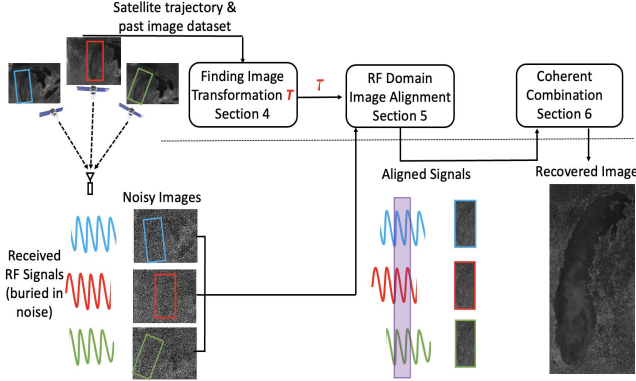 Satellite trajectory &
past image dataset
Finding Image
Transformation T
Section 4
T
RF Domain
Image Alignment
Section 5
Coherent
Combination
Section 6
Noisy Images
Aligned Signals
Recovered Image
Received
RF Signals
(buried in
noise)